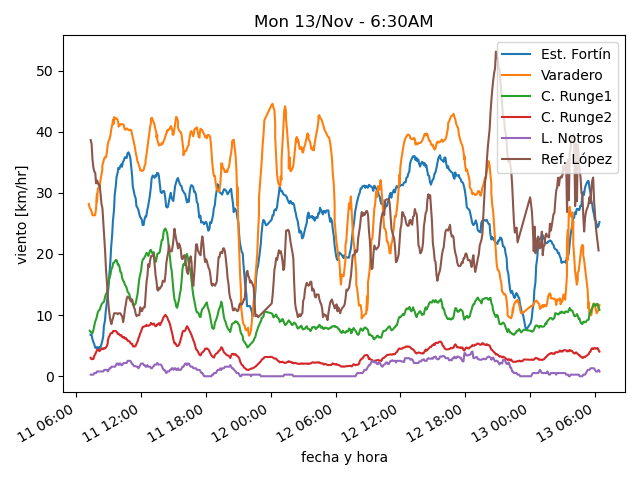 Mon 13/Nov - 6:30AM
Est. Fortín
Varadero
C. Runge1
C. Runge2
L. Notros
Ref. López
viento [km/hr]
50
40
30
20
10
0
11 06:00
11 12:00
11 18:00
12 00:00
12 06:00
12 12:00
12 18:00
13 00:00
13 06:00
fecha y hora